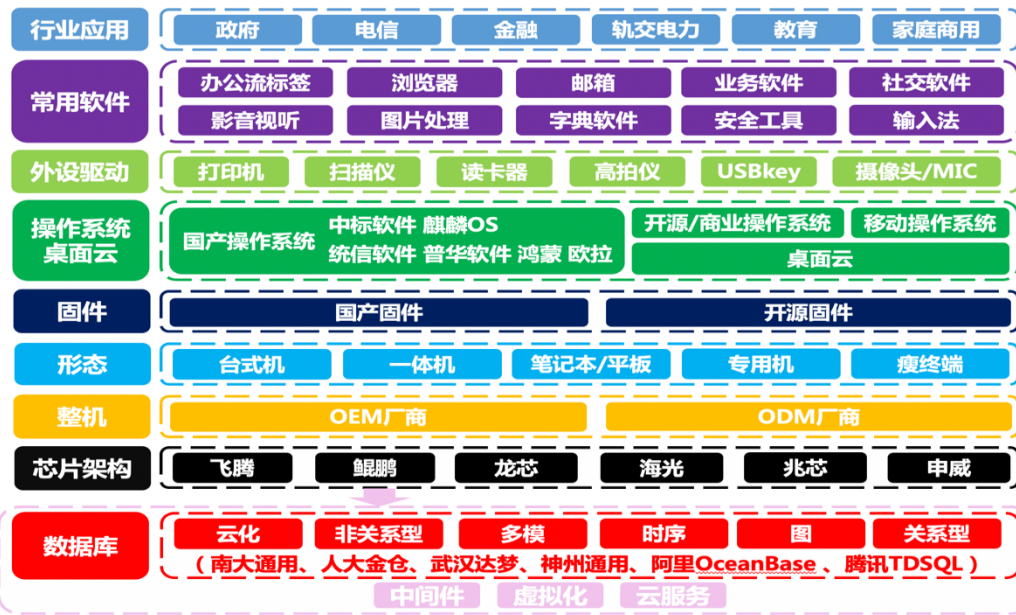 行业应用 政府 电信 金融 轨交电力 教育 家庭商用
常用软件
办公流标签 浏览器 邮箱 业务软件 社交软件
影音视听 图片处理 字典软件 安全工具 输入法
外设驱动 打印机 扫描仪 读卡器 高拍仪 USBkey 摄像头/MIC
操作系统
桌面云
国产操作系统
中标软件 麒麟OS
统信软件 普华软件 鸿蒙 欧拉
开源/商业操作系统 移动操作系统
桌面云
固件 国产固件 开源固件
形态 台式机 一体机 笔记本/平板 专用机 瘦终端
整机 OEM厂商 ODM厂商
芯片架构 飞腾 鲲鹏 龙芯 海光 兆芯 申威
数据库
云化 非关系型 多模 时序 图 关系型
（南大通用、人大金仓、武汉达梦、神州通用、阿里OceanBase 、腾讯TDSQL）
中间件 虚拟化 云服务